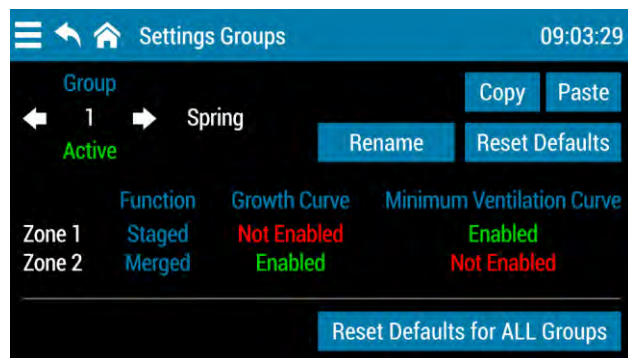 Settings Groups 09:03:29
Group
1 Spring
Active
Copy Paste
Rename Reset Defaults
Function Growth Curve Minimum Ventilation Curve
Zone 1 Staged Not Enabled Enabled
Zone 2 Merged Enabled Not Enabled
Reset Defaults for ALL Groups